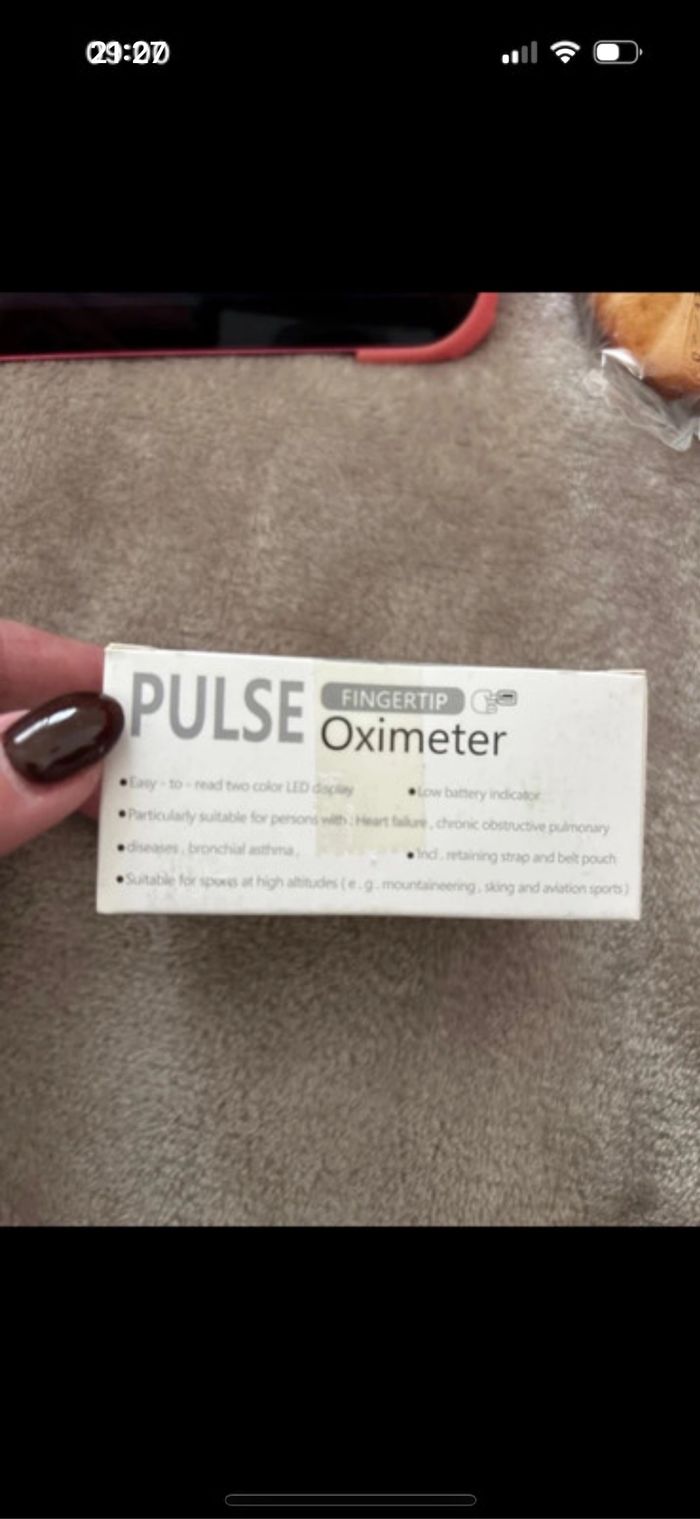 PULSE FINGERTIP
Oximeter
•Easy - to - read two color LED display •Low battery indicator
•Particularly suitable for persons with : Heart failure , chronic obstructive pulmonary
•diseases , bronchial asthma , •Incl . retaining strap and belt pouch
•Suitable for sports at high altitudes ( e . g . mountaineering , sking and aviation sports )